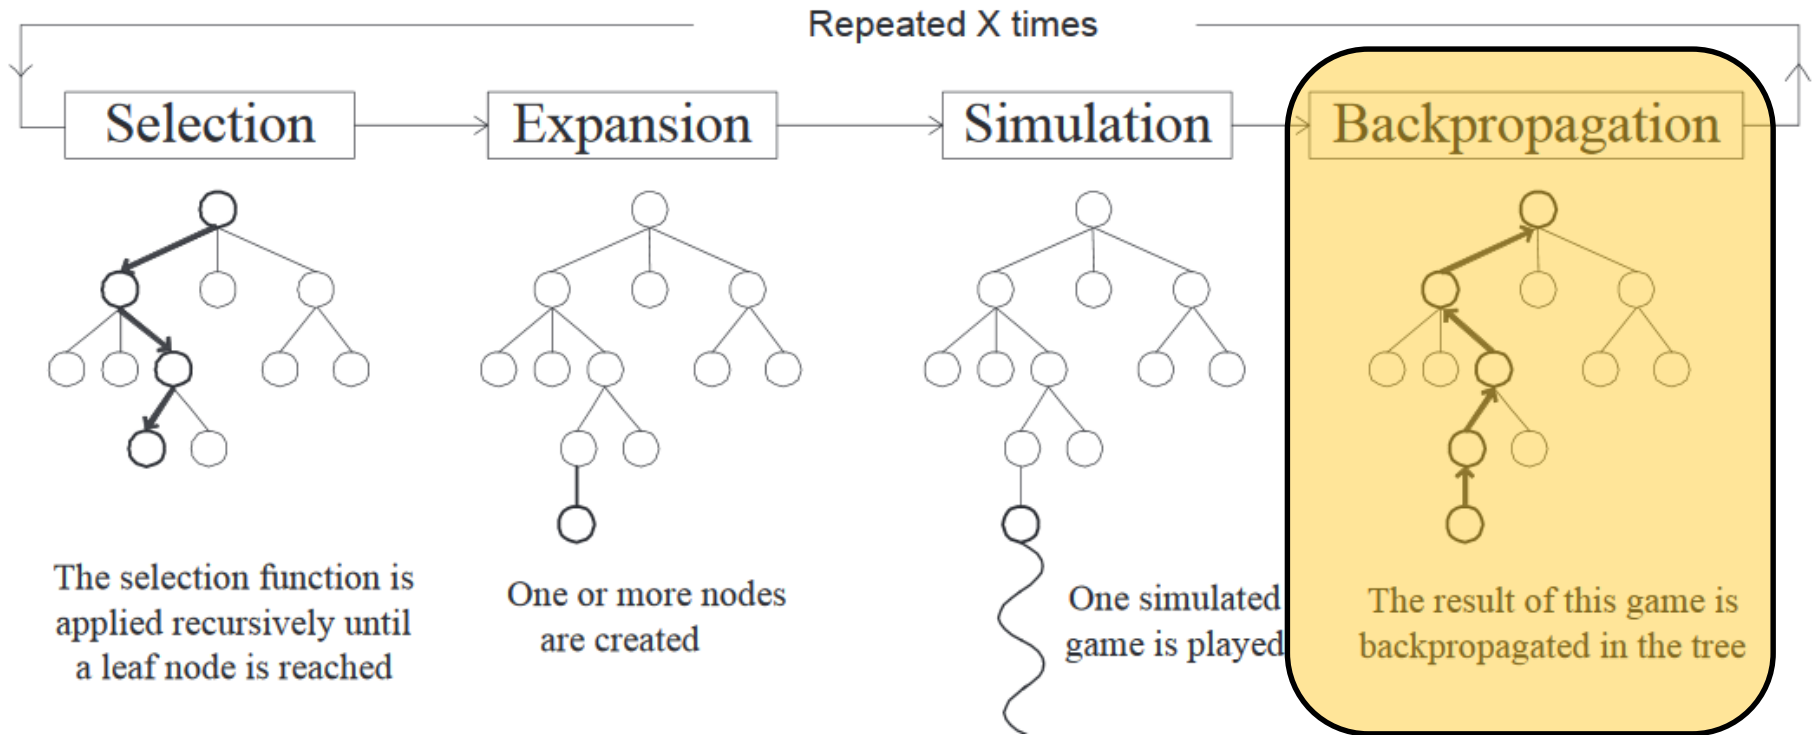 Repeated X times
Selection
Expansion
Simulation
Backpropagation
The selection function is
applied recursively until
a leaf node is reached
One or more nodes
are created
One simulated
game is played
The result of this game is
backpropagated in the tree